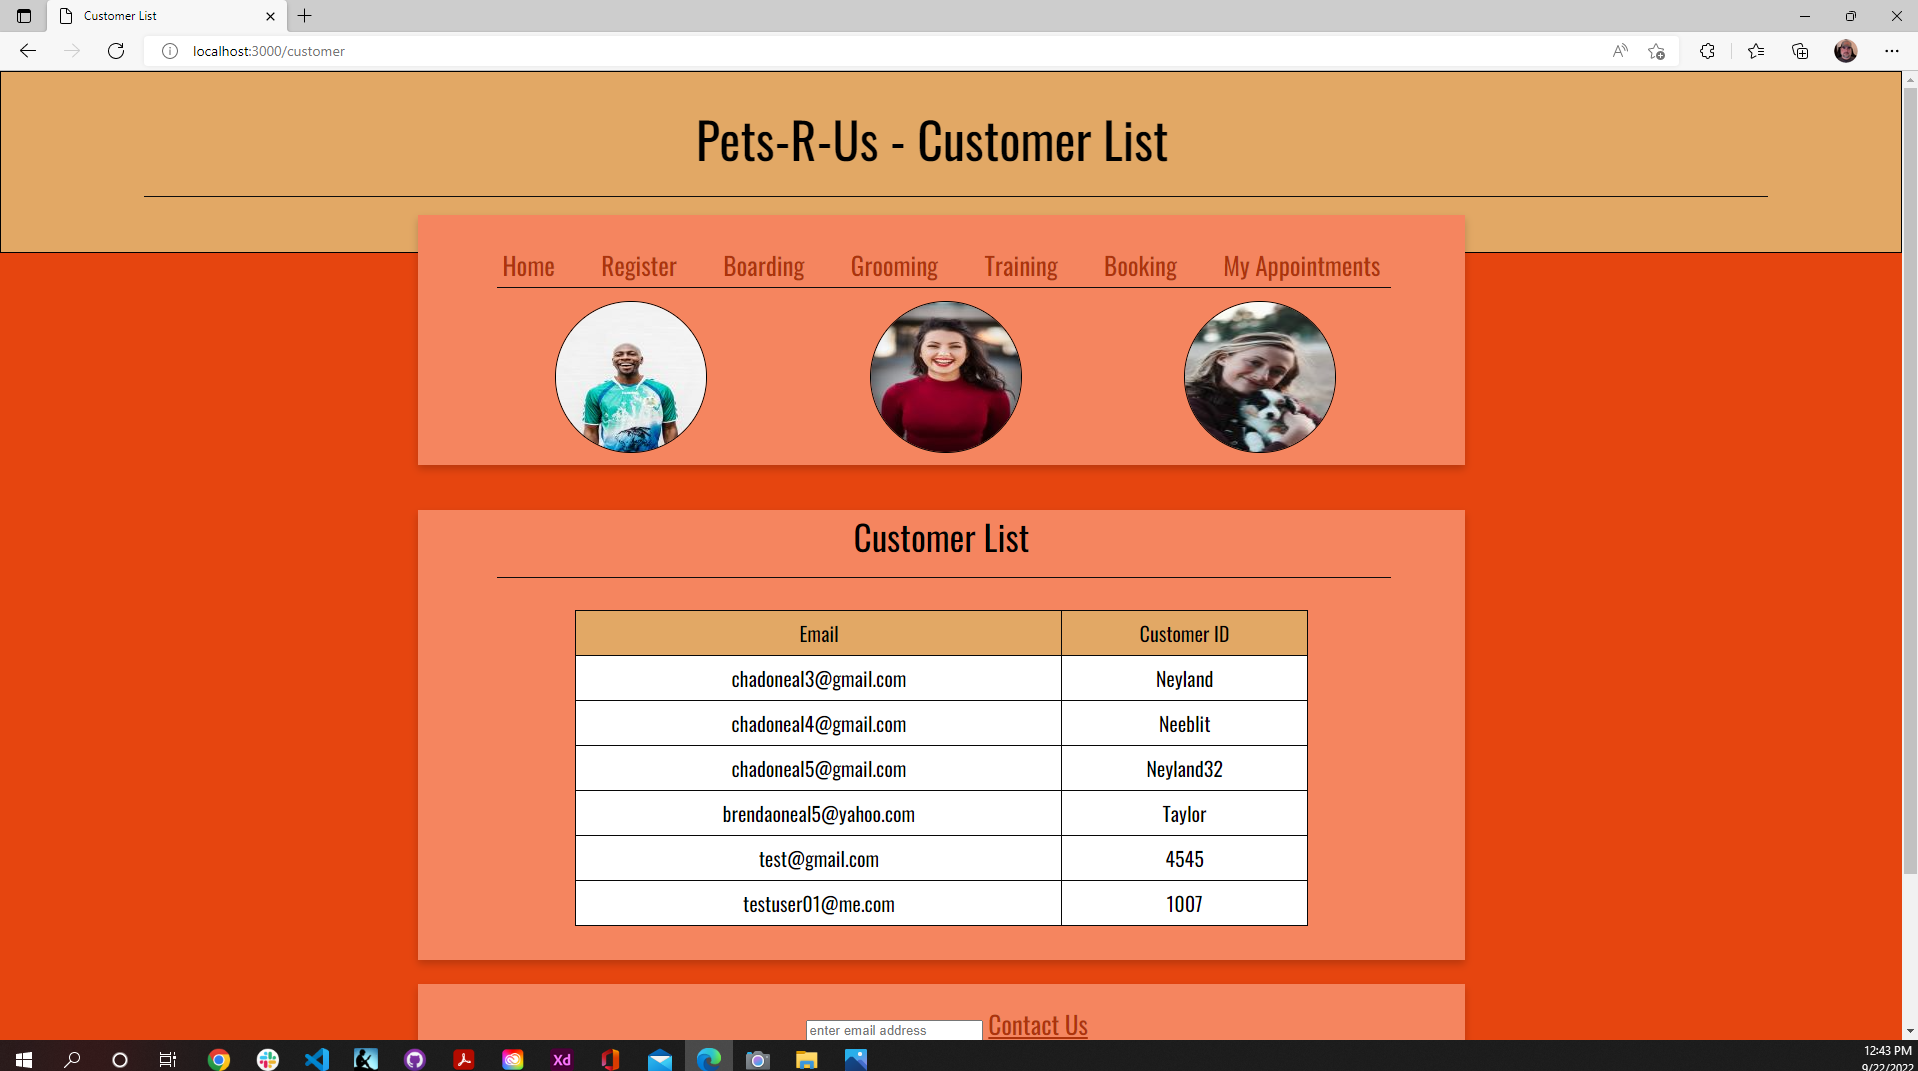 Customer List
localhost:3000/customer
Pets-R-Us - Customer List
Home Register Boarding Grooming Training Booking My Appointments
Customer List
Email Customer ID
chadoneal3@gmail.com Neyland
chadoneal4@gmail.com Neeblit
chadoneal5@gmail.com Neyland32
brendaoneal5@yahoo.com Taylor
test@gmail.com 4545
testuser01@me.com 1007
enter email address Contact Us
Xd
12:43 PM
9/22/2022